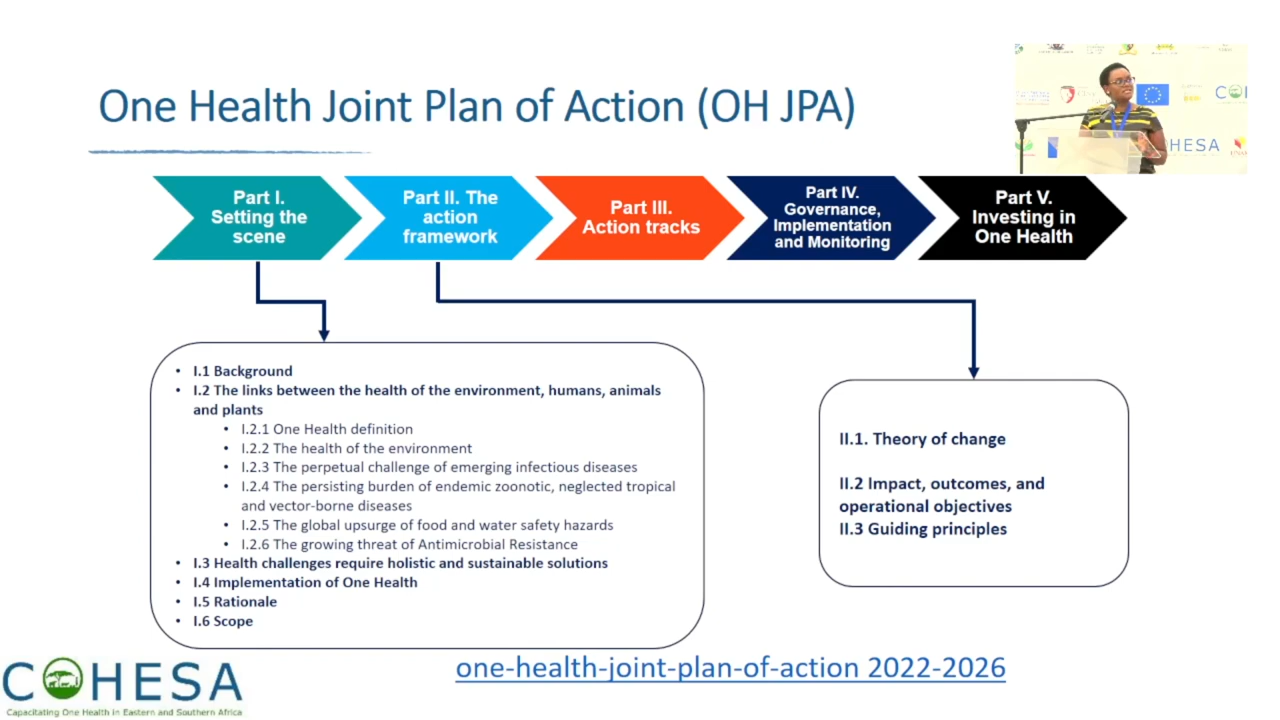 One Health Joint Plan of Action (OH JPA)
Part I.
Setting the
scene
Part II. The
action
framework
Part III.
Action tracks
Part IV.
Governance,
Implementation
and Monitoring
Part V.
Investing in
One Health
• I.1 Background
• I.2 The links between the health of the environment, humans, animals
and plants
• I.2.1 One Health definition
• I.2.2 The health of the environment
• I.2.3 The perpetual challenge of emerging infectious diseases
• I.2.4 The persisting burden of endemic zoonotic, neglected tropical
and vector-borne diseases
• I.2.5 The global upsurge of food and water safety hazards
• I.2.6 The growing threat of Antimicrobial Resistance
• I.3 Health challenges require holistic and sustainable solutions
• I.4 Implementation of One Health
• I.5 Rationale
• I.6 Scope
II.1. Theory of change
II.2 Impact, outcomes, and
operational objectives
II.3 Guiding principles
one-health-joint-plan-of-action 2022-2026
COHESA
Capacitating One Health in Eastern and Southern Africa
HESA